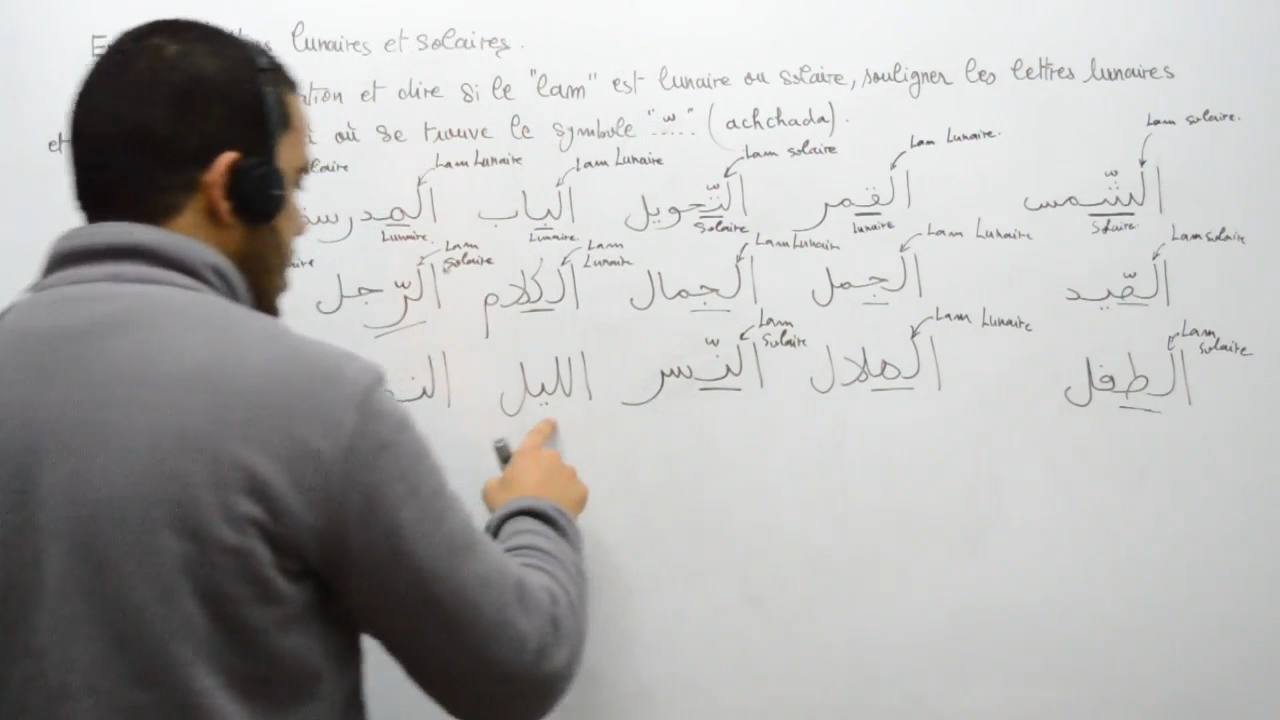 lunaires et solaires.
et dire si le "lam" est lunaire ou solaire, souligner les lettres lunaires
et où se trouve le symbole "ّ ....." (achchada).
Lam solaire. Lam Lunaire. Lam solaire Lam Lunaire Lam Lunaire
الشّمس القمر التّحويل الباب المدرسة
Solaire Lunaire Solaire Lunaire Lunaire
Lam solaire Lam Lunaire Lam Lunaire Lam Lunaire Lam Solaire
الصّيد الجمل الجمال الكلام الرّجل
Lam solaire Lam Lunaire Lam Solaire
الطفل الهلال النّسر الليل